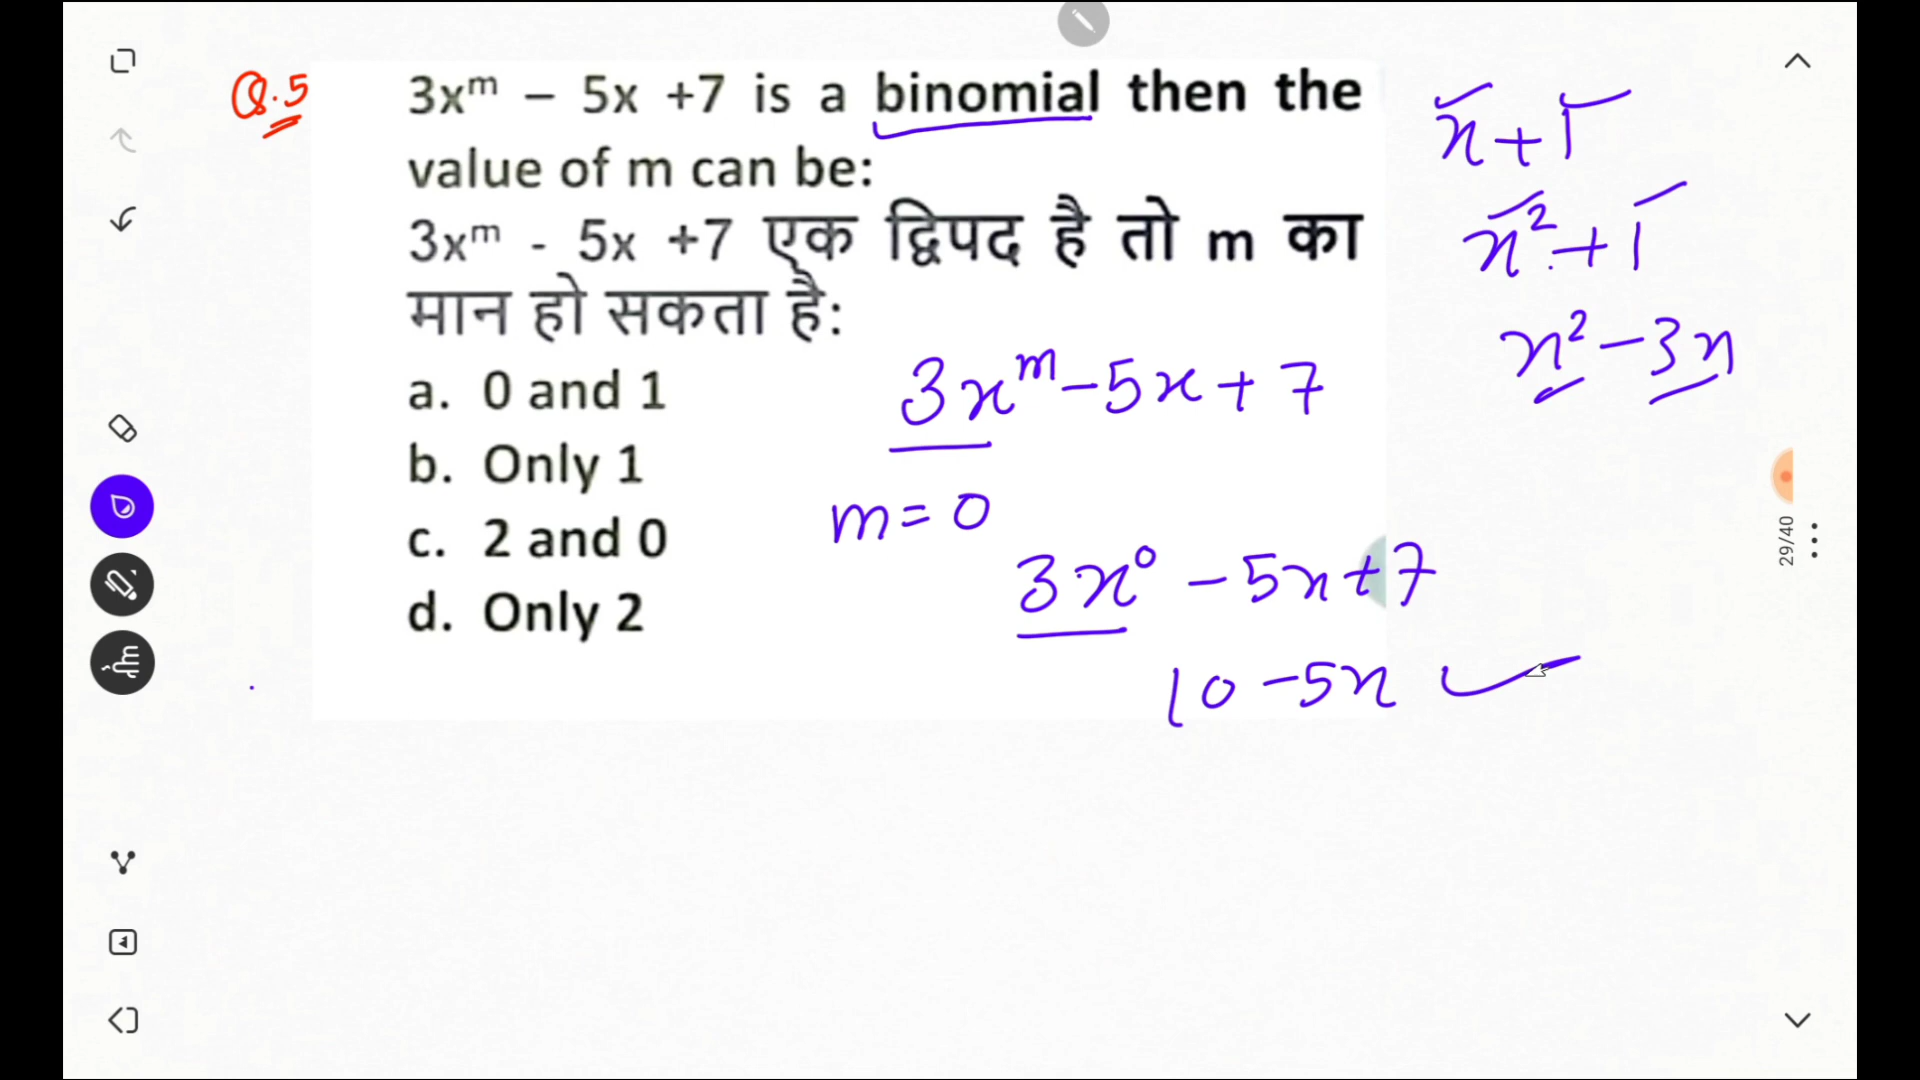 Q.5
3xᵐ – 5x +7 is a binomial then the
value of m can be:
3xᵐ - 5x +7 एक द्विपद है तो m का
मान हो सकता है:
a. 0 and 1
b. Only 1
c. 2 and 0
d. Only 2
3xᵐ - 5x + 7
m = 0
3x⁰ - 5x + 7
10 - 5x
x + 1
x² + 1
x² - 3x
29/40